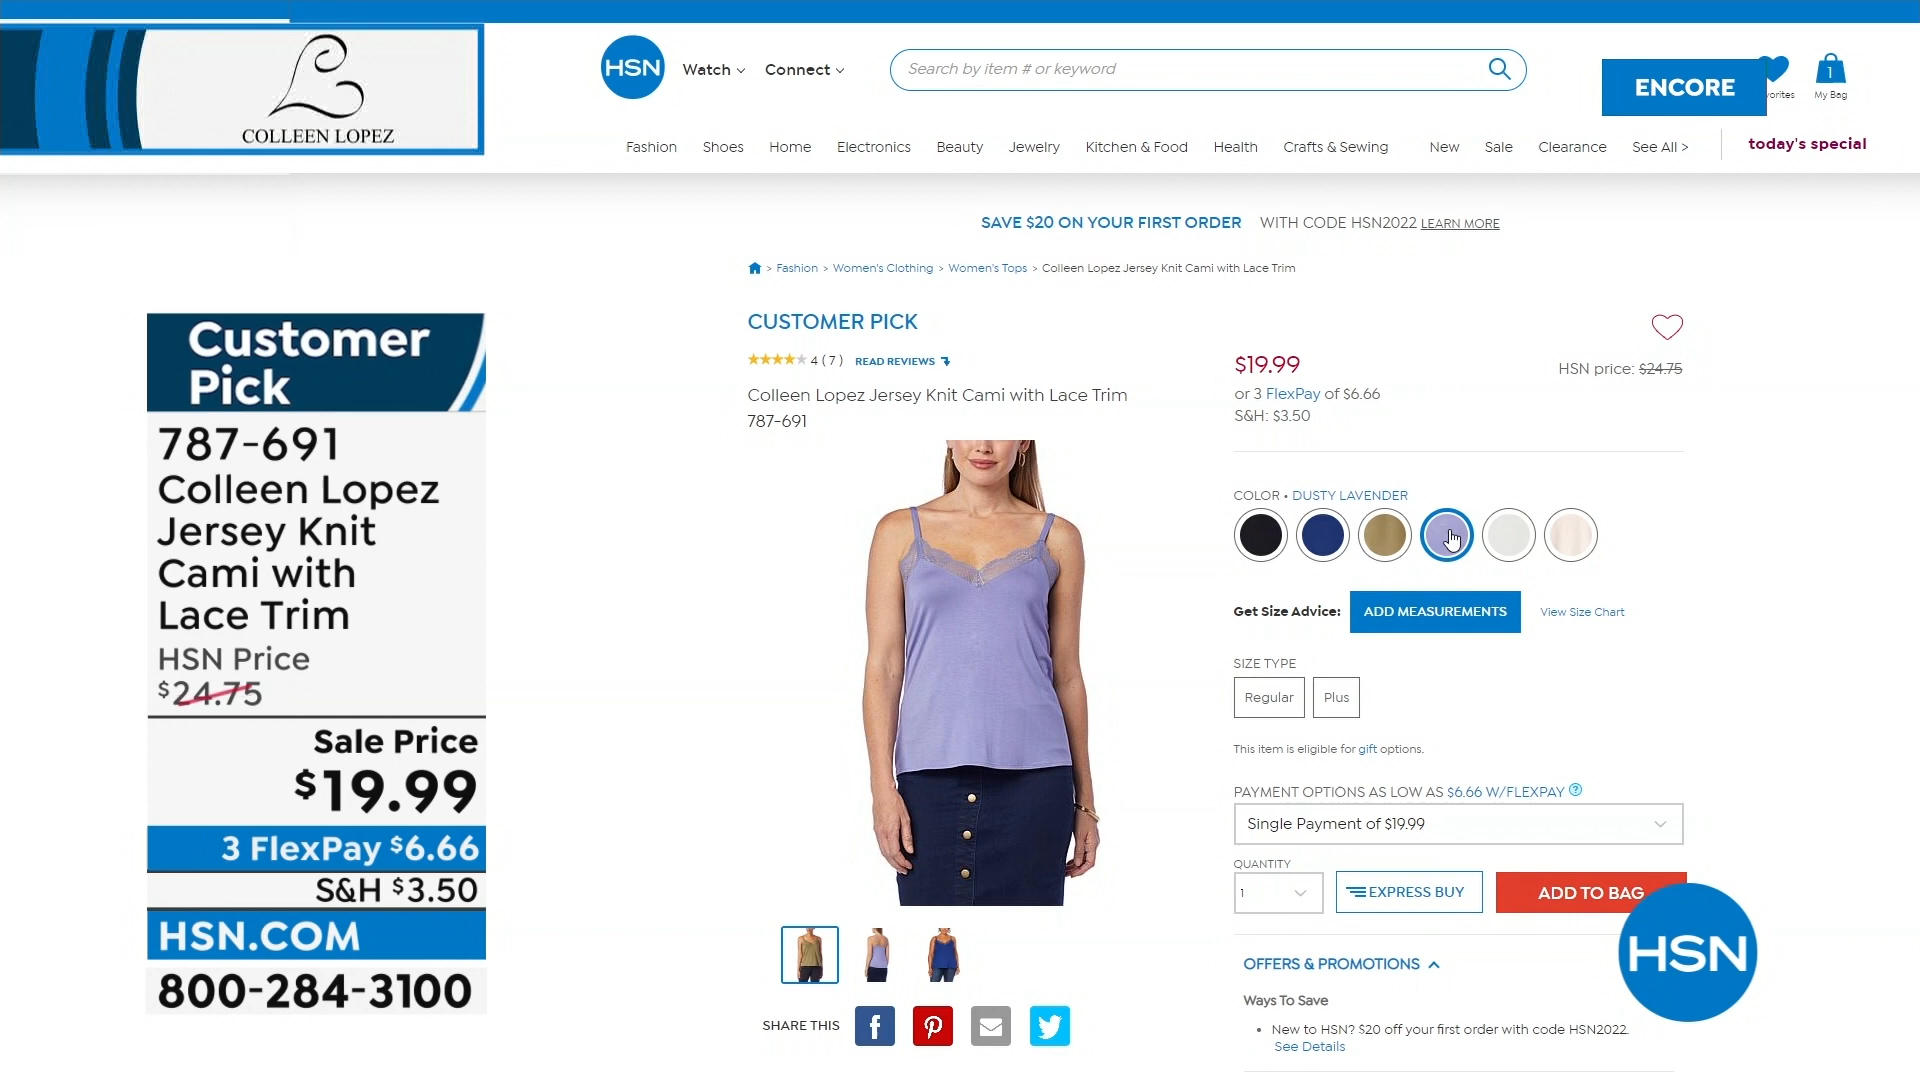 COLLEEN LOPEZ
HSN
Watch
Connect
Search by item # or keyword
ENCORE
vorites
1
My Bag
Fashion
Shoes
Home
Electronics
Beauty
Jewelry
Kitchen & Food
Health
Crafts & Sewing
New
Sale
Clearance
See All >
today's special
SAVE $20 ON YOUR FIRST ORDER WITH CODE HSN2022 LEARN MORE
> Fashion > Women's Clothing > Women's Tops > Colleen Lopez Jersey Knit Cami with Lace Trim
Customer
Pick
787-691
Colleen Lopez
Jersey Knit
Cami with
Lace Trim
HSN Price
$24.75
Sale Price
$19.99
3 FlexPay $6.66
S&H $3.50
HSN.COM
800-284-3100
CUSTOMER PICK
4 ( 7 ) READ REVIEWS
Colleen Lopez Jersey Knit Cami with Lace Trim
787-691
SHARE THIS
$19.99
HSN price: $24.75
or 3 FlexPay of $6.66
S&H: $3.50
COLOR • DUSTY LAVENDER
Get Size Advice: ADD MEASUREMENTS View Size Chart
SIZE TYPE
Regular
Plus
This item is eligible for gift options.
PAYMENT OPTIONS AS LOW AS $6.66 W/FLEXPAY ?
Single Payment of $19.99
QUANTITY
1
EXPRESS BUY
ADD TO BAG
OFFERS & PROMOTIONS
Ways To Save
• New to HSN? $20 off your first order with code HSN2022.
See Details
HSN